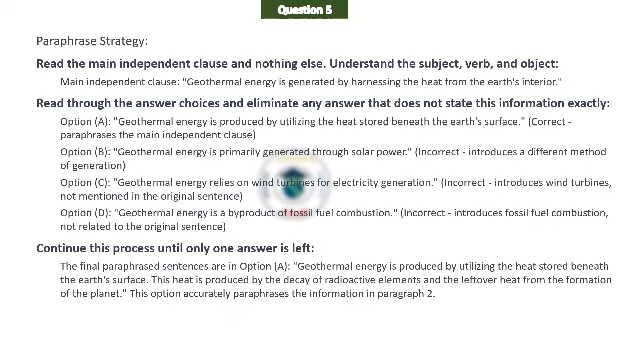 Question 5
Paraphrase Strategy:
Read the main independent clause and nothing else. Understand the subject, verb, and object:
Main independent clause: "Geothermal energy is generated by harnessing the heat from the earth's interior."
Read through the answer choices and eliminate any answer that does not state this information exactly:
Option (A): "Geothermal energy is produced by utilizing the heat stored beneath the earth's surface." (Correct -
paraphrases the main independent clause)
Option (B): "Geothermal energy is primarily generated through solar power." (Incorrect - introduces a different method
of generation)
Option (C): "Geothermal energy relies on wind turbines for electricity generation." (Incorrect - introduces wind turbines,
not mentioned in the original sentence)
Option (D): "Geothermal energy is a byproduct of fossil fuel combustion." (Incorrect - introduces fossil fuel combustion,
not related to the original sentence)
Continue this process until only one answer is left:
The final paraphrased sentences are in Option (A): "Geothermal energy is produced by utilizing the heat stored beneath
the earth's surface. This heat is produced by the decay of radioactive elements and the leftover heat from the formation
of the planet." This option accurately paraphrases the information in paragraph 2.